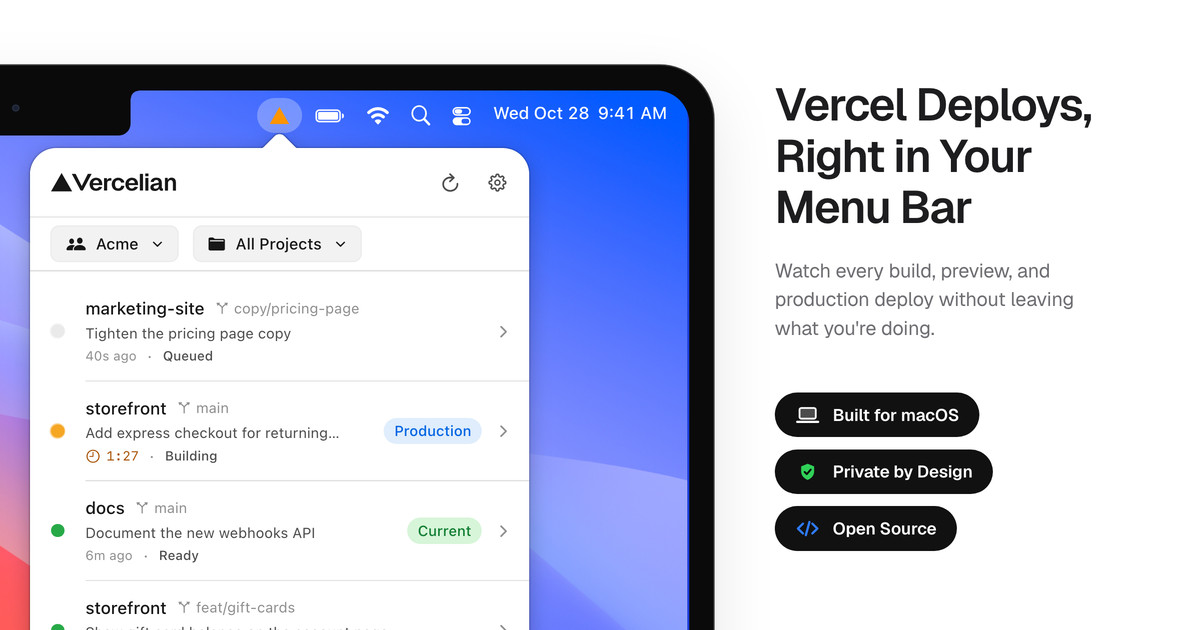 Wed Oct 28 9:41 AM
Vercelian
Acme
All Projects
marketing-site copy/pricing-page
Tighten the pricing page copy
40s ago · Queued
storefront main
Add express checkout for returning...
Production
1:27 · Building
docs main
Document the new webhooks API
Current
6m ago · Ready
storefront feat/gift-cards
Vercel Deploys,
Right in Your
Menu Bar
Watch every build, preview, and
production deploy without leaving
what you're doing.
Built for macOS
Private by Design
Open Source